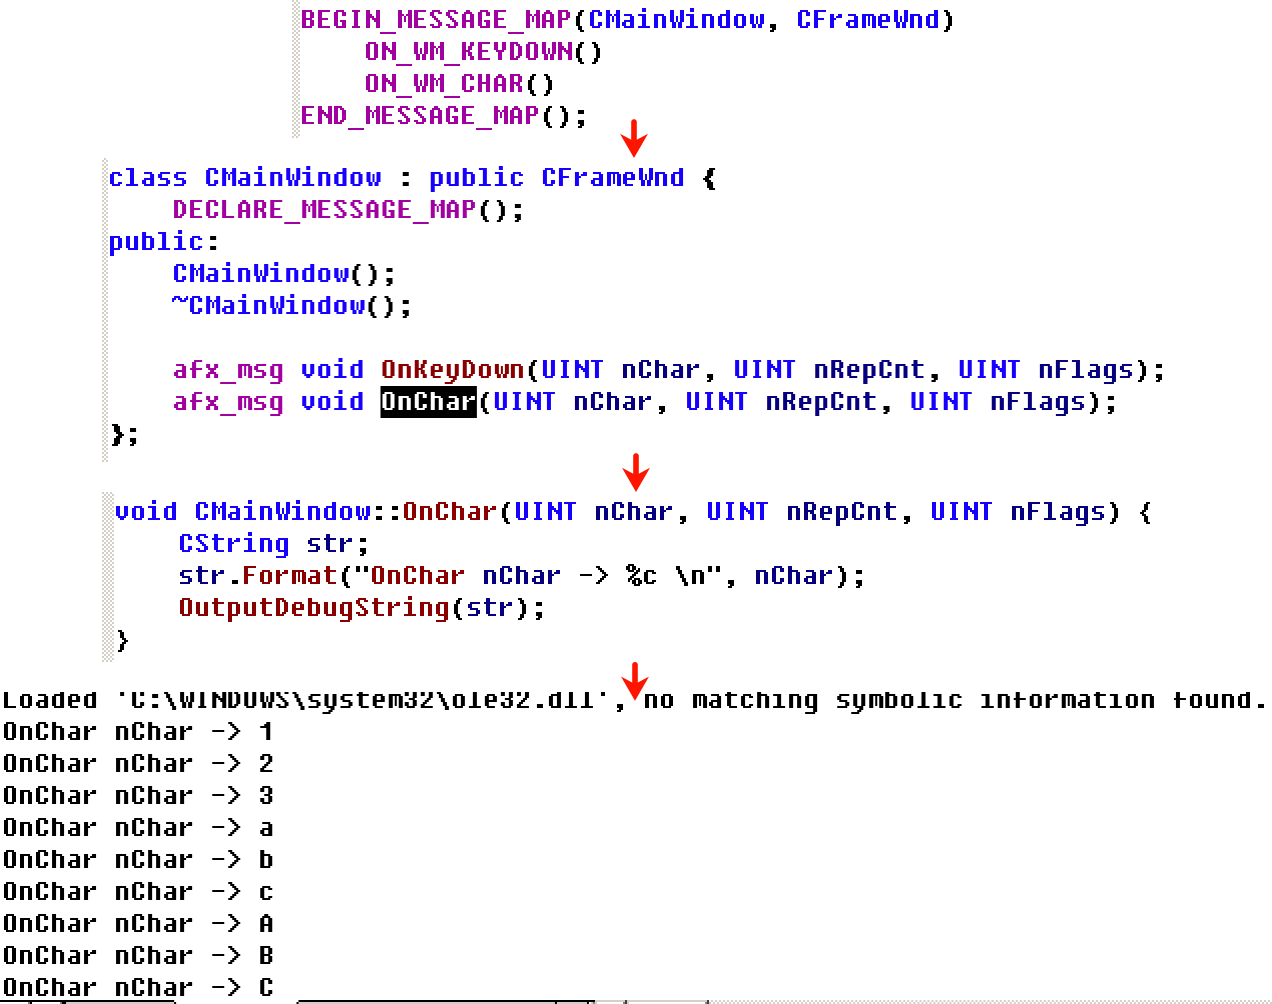 BEGIN_MESSAGE_MAP(CMainWindow, CFrameWnd)
    ON_WM_KEYDOWN()
    ON_WM_CHAR()
END_MESSAGE_MAP();
class CMainWindow : public CFrameWnd {
    DECLARE_MESSAGE_MAP();
public:
    CMainWindow();
    ~CMainWindow();
    afx_msg void OnKeyDown(UINT nChar, UINT nRepCnt, UINT nFlags);
    afx_msg void OnChar(UINT nChar, UINT nRepCnt, UINT nFlags);
};
void CMainWindow::OnChar(UINT nChar, UINT nRepCnt, UINT nFlags) {
    CString str;
    str.Format("OnChar nChar -> %c \n", nChar);
    OutputDebugString(str);
}
Loaded 'C:\WINDOWS\system32\ole32.dll', no matching symbolic information found.
OnChar nChar -> 1
OnChar nChar -> 2
OnChar nChar -> 3
OnChar nChar -> a
OnChar nChar -> b
OnChar nChar -> c
OnChar nChar -> A
OnChar nChar -> B
OnChar nChar -> C